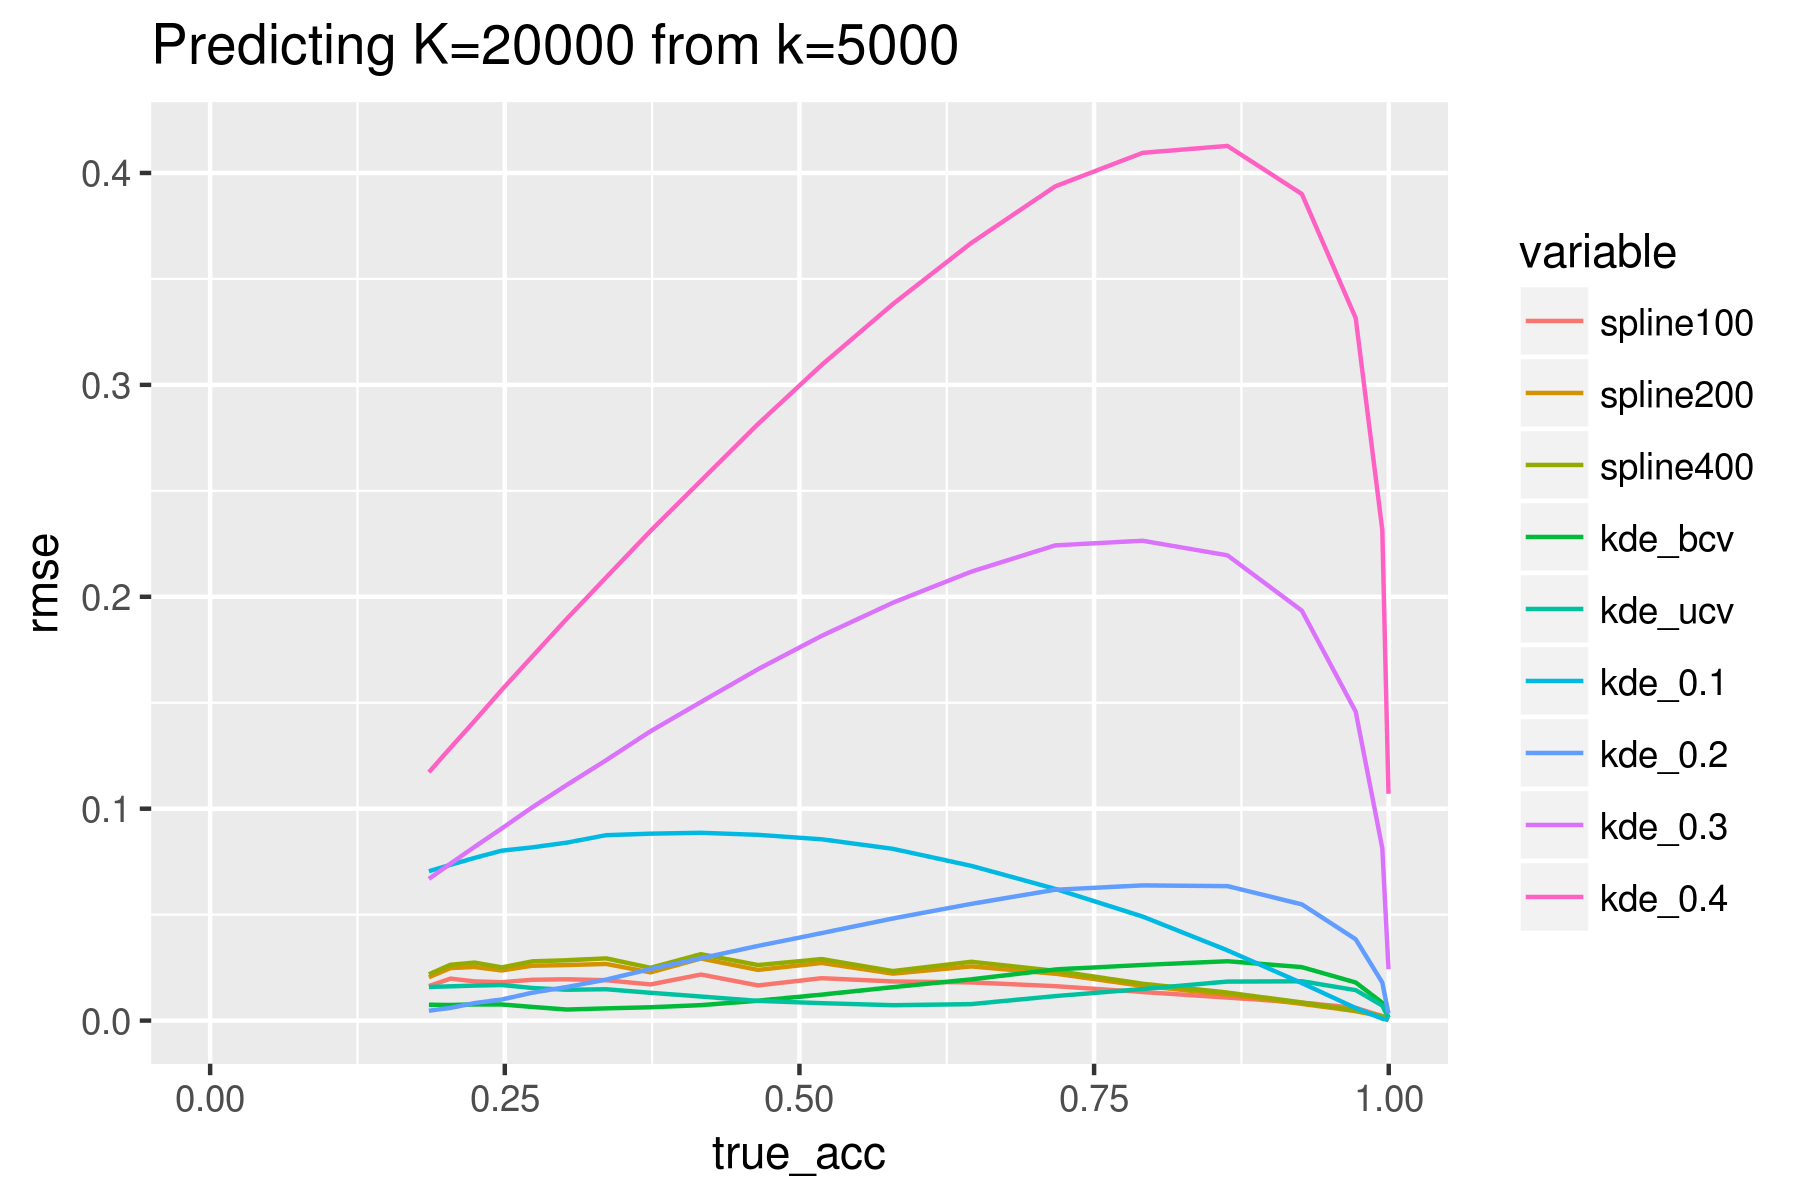 Predicting K=20000 from k=5000
rmse
0.4
0.3
0.2
0.1
0.0
0.00 0.25 0.50 0.75 1.00
true_acc
variable
spline100
spline200
spline400
kde_bcv
kde_ucv
kde_0.1
kde_0.2
kde_0.3
kde_0.4